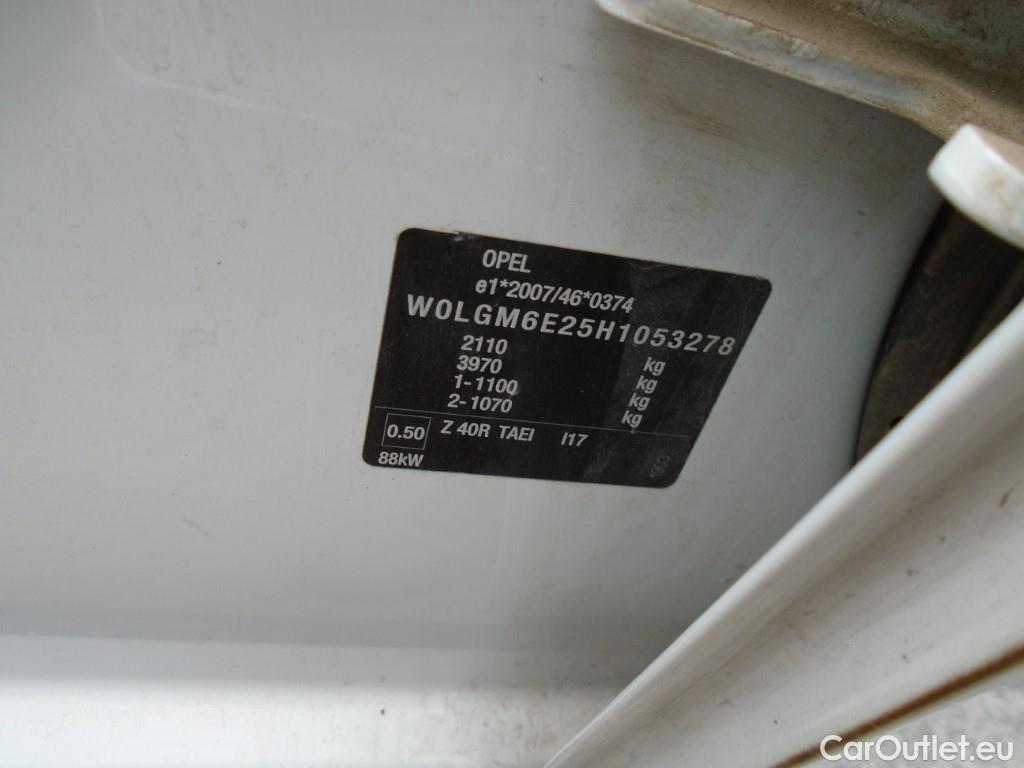 OPEL
e1*2007/46*0374
W0LGM6E25H1053278
2110 kg
3970 kg
1-1100 kg
2-1070 kg
0.50 Z 40R TAEI I17
88kW
CarOutlet.eu